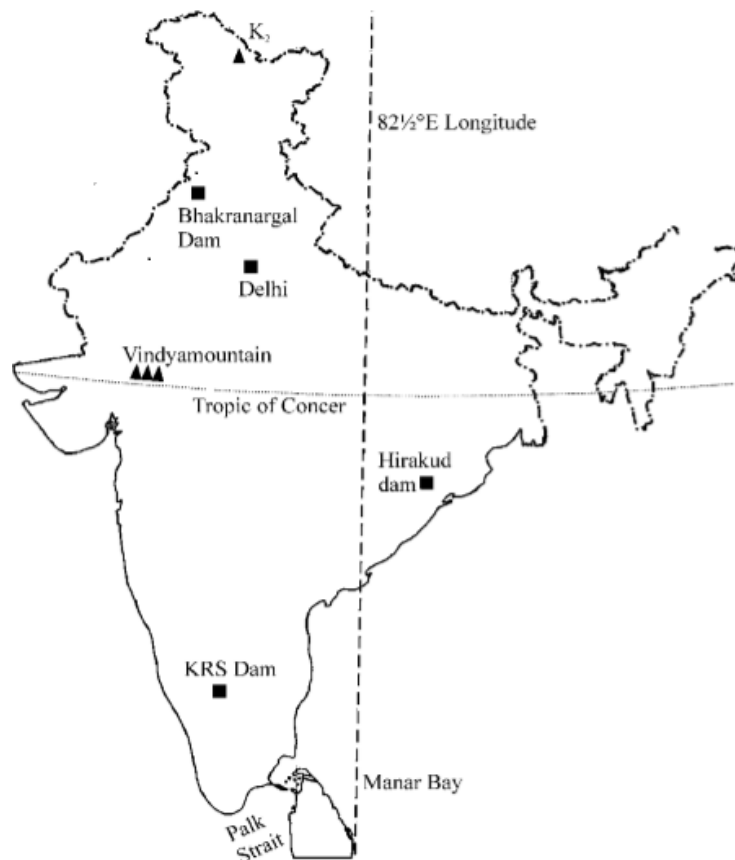 K₂
82½°E Longitude
Bhakranargal
Dam
Delhi
Vindyamountain
Tropic of Concer
Hirakud
dam
KRS Dam
Manar Bay
Palk
Strait